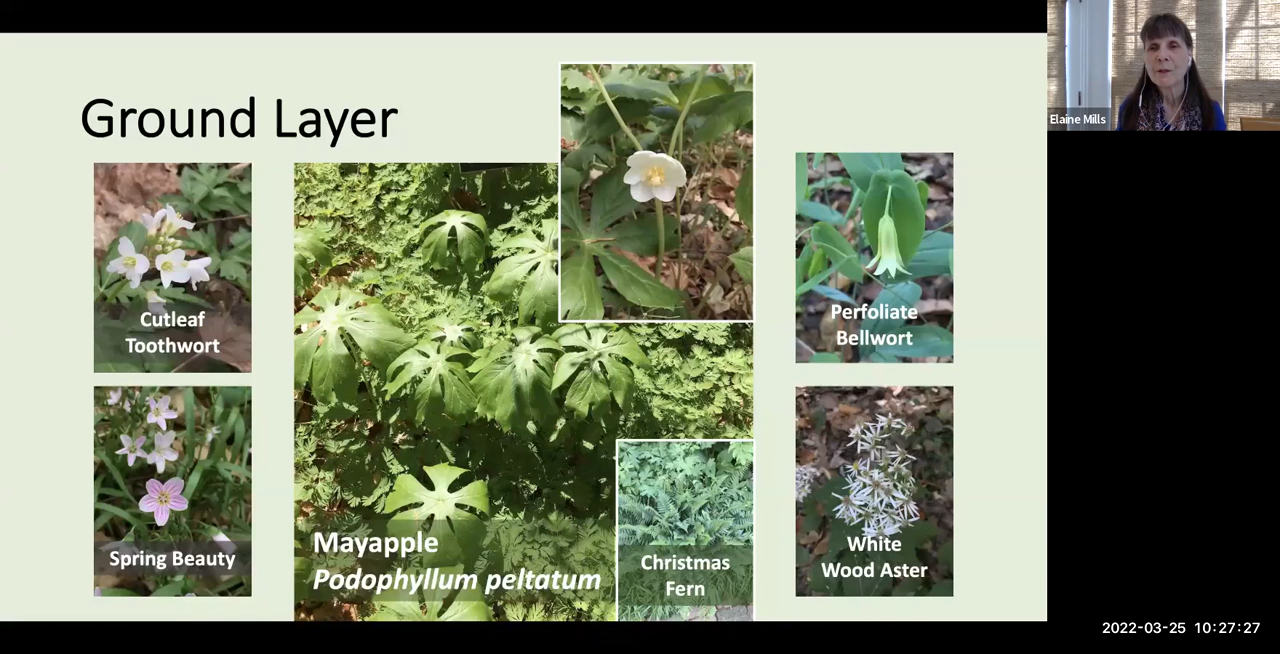 Ground Layer
Elaine Mills
Cutleaf
Toothwort
Perfoliate
Bellwort
Spring Beauty
Mayapple
Podophyllum peltatum
Christmas
Fern
White
Wood Aster
2022-03-25 10:27:27